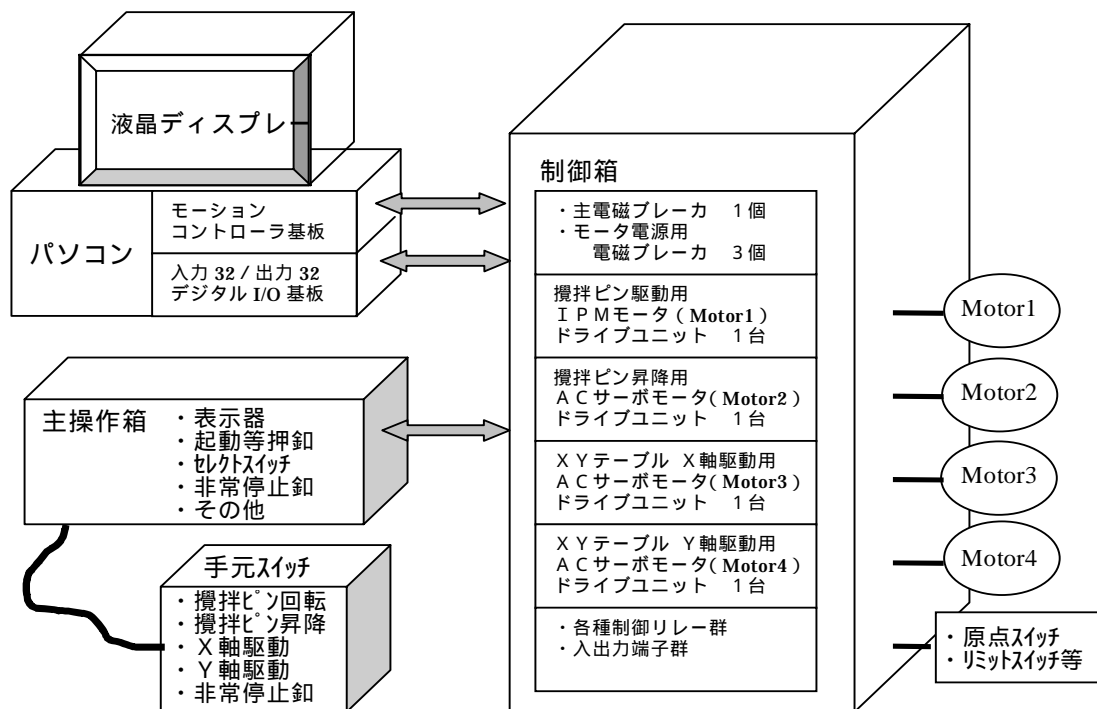 液晶ディスプレー
パソコン
モーション
コントローラ基板
入力 32 / 出力 32
デジタル I/O 基板
主操作箱
・表示器
・起動等押釦
・ｾﾚｸﾄｽｲｯﾁ
・非常停止釦
・その他
手元ｽｲｯﾁ
・攪拌ﾋﾟﾝ回転
・攪拌ﾋﾟﾝ昇降
・Ｘ軸駆動
・Ｙ軸駆動
・非常停止釦
制御箱
・主電磁ブレーカ　１個
・モータ電源用
電磁ブレーカ　３個
攪拌ピン駆動用
ＩＰＭモータ（Motor1）
ドライブユニット　１台
攪拌ピン昇降用
ＡＣサーボモータ(Motor2）
ドライブユニット　１台
ＸＹテーブル Ｘ軸駆動用
ＡＣサーボモータ(Motor3）
ドライブユニット　１台
ＸＹテーブル Ｙ軸駆動用
ＡＣサーボモータ(Motor4）
ドライブユニット　１台
・各種制御リレー群
・入出力端子群
Motor1
Motor2
Motor3
Motor4
・原点ｽｲｯﾁ
・ﾘﾐｯﾄｽｲｯﾁ等